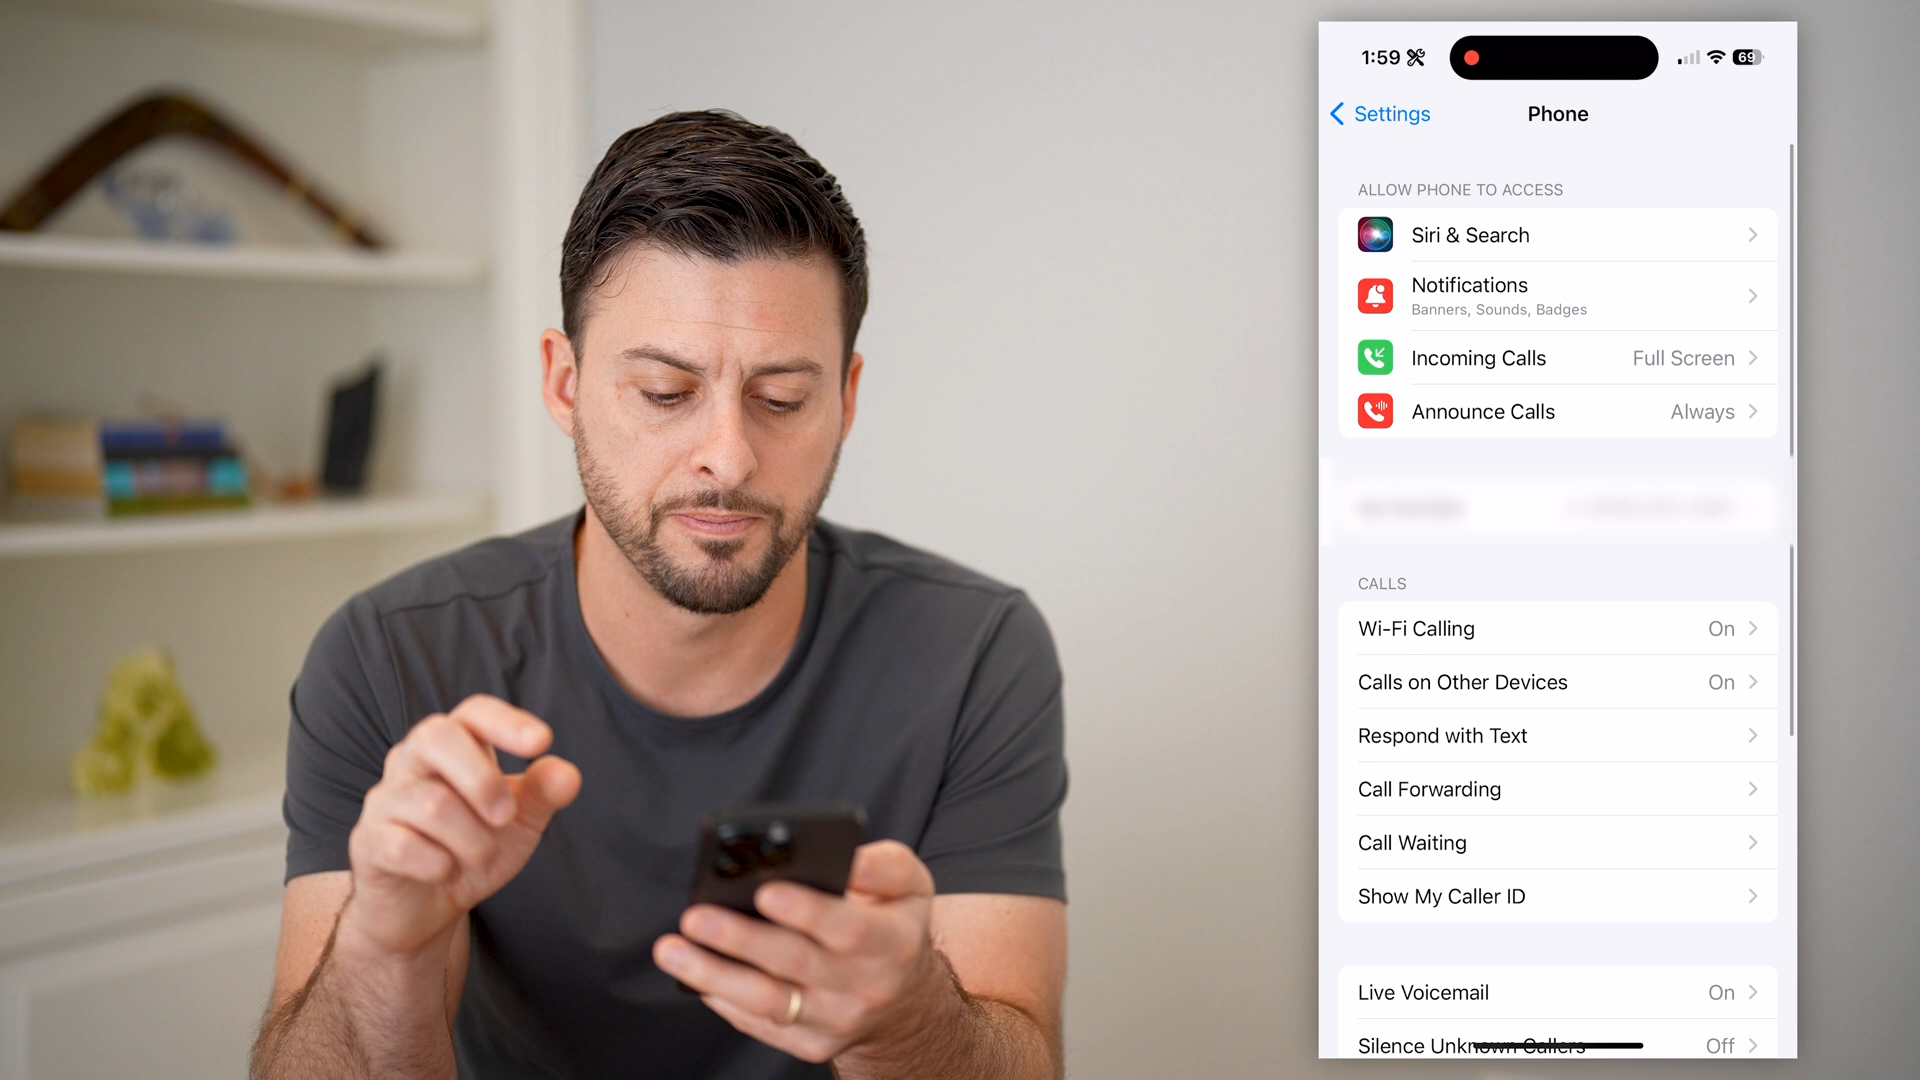 1:59
69
Settings
Phone
ALLOW PHONE TO ACCESS
Siri & Search
Notifications
Banners, Sounds, Badges
Incoming Calls Full Screen
Announce Calls Always
CALLS
Wi-Fi Calling On
Calls on Other Devices On
Respond with Text
Call Forwarding
Call Waiting
Show My Caller ID
Live Voicemail On
Silence Unknown Callers Off